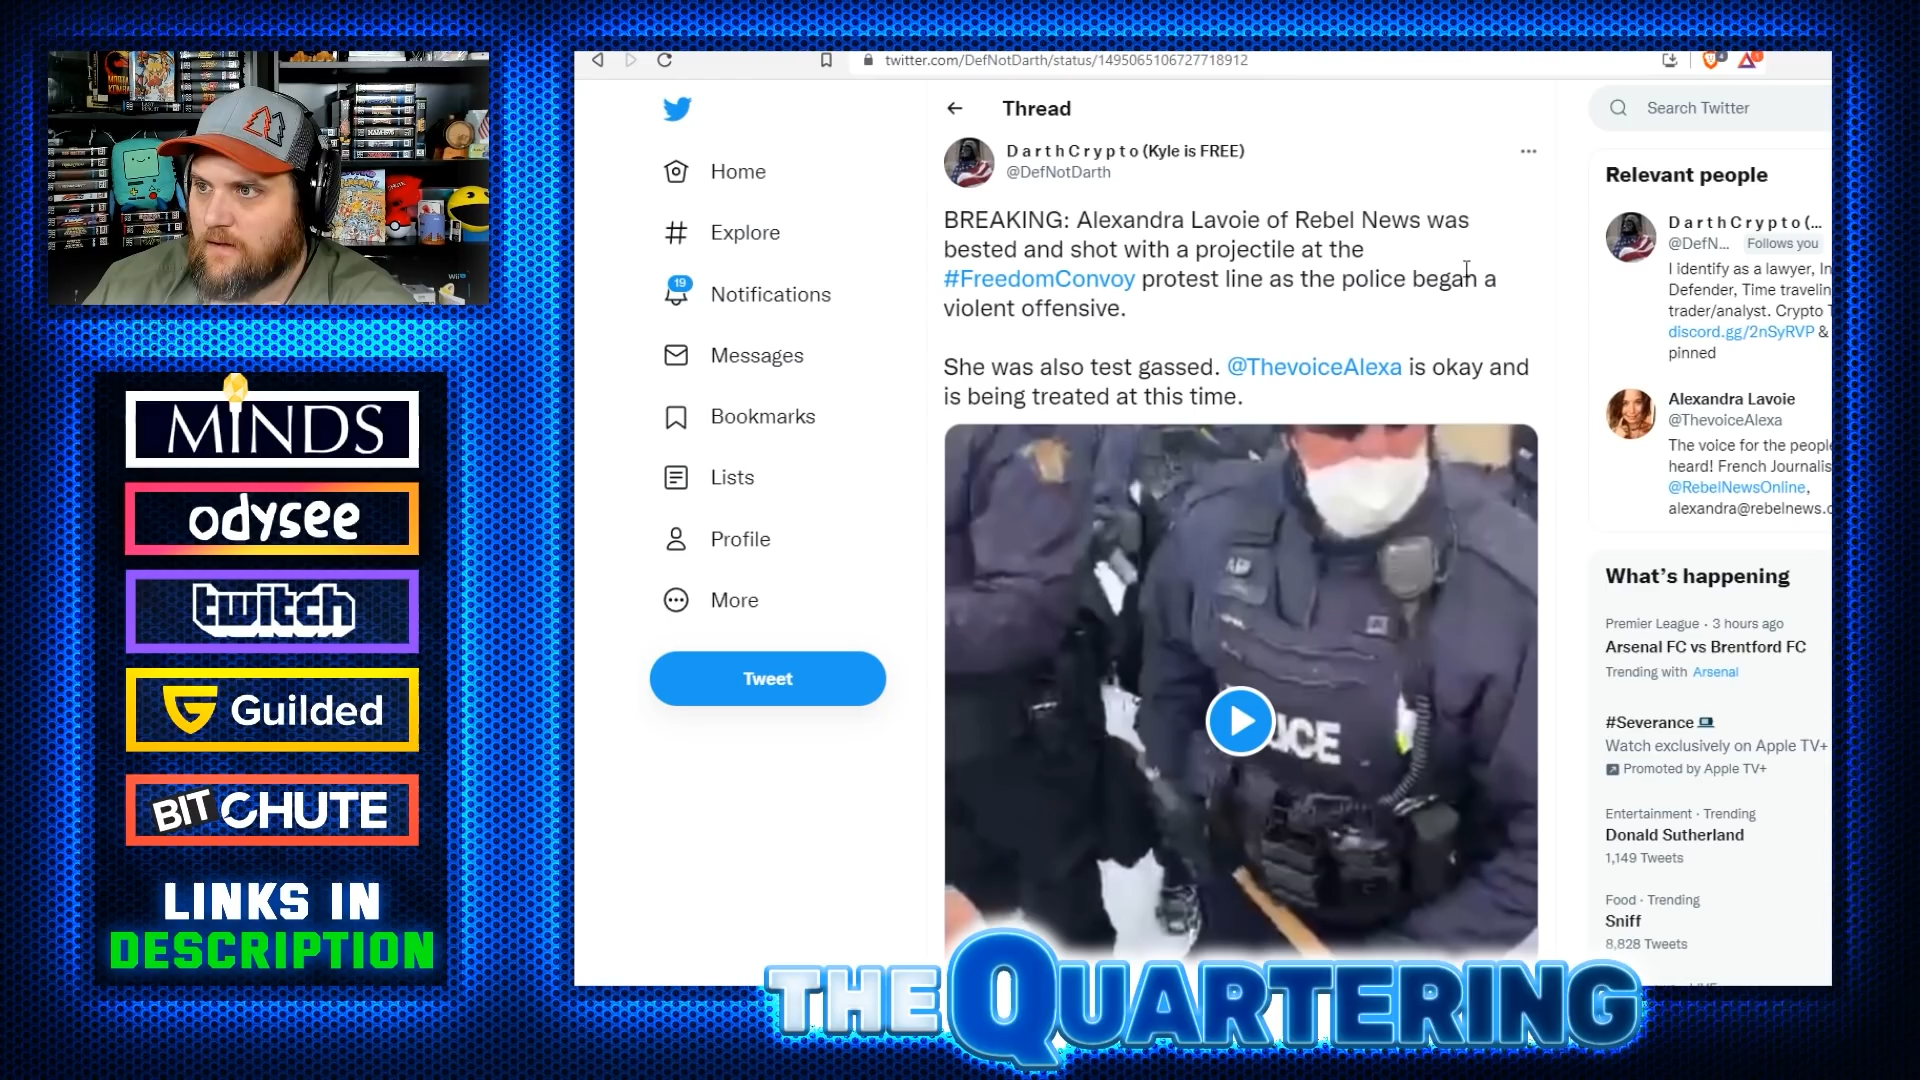 twitter.com/DefNotDarth/status/1495065106727718912
Home
Explore
19
Notifications
Messages
Bookmarks
Lists
Profile
More
Tweet
Thread
D a r t h C r y p t o (Kyle is FREE)
@DefNotDarth
BREAKING: Alexandra Lavoie of Rebel News was
bested and shot with a projectile at the
#FreedomConvoy protest line as the police began a
violent offensive.
She was also test gassed. @ThevoiceAlexa is okay and
is being treated at this time.
Search Twitter
Relevant people
D a r t h C r y p t o (...
@DefN... Follows you
I identify as a lawyer, In
Defender, Time travelin
trader/analyst. Crypto
discord.gg/2nSyRVP &
pinned
Alexandra Lavoie
@ThevoiceAlexa
The voice for the people
heard! French Journalis
@RebelNewsOnline,
alexandra@rebelnews.c
What's happening
Premier League · 3 hours ago
Arsenal FC vs Brentford FC
Trending with Arsenal
#Severance
Watch exclusively on Apple TV+
Promoted by Apple TV+
Entertainment · Trending
Donald Sutherland
1,149 Tweets
Food · Trending
Sniff
8,828 Tweets
MINDS
odysee
twitch
Guilded
BITCHUTE
LINKS IN
DESCRIPTION
THE QUARTERING